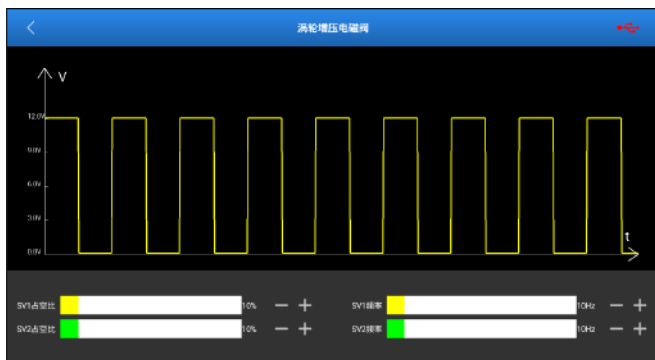 涡轮增压电磁阀
V
12.0V
9.0V
6.0V
3.0V
0.0V
t
SV1占空比 10% — + SV1频率 10Hz — +
SV2占空比 10% — + SV2频率 10Hz — +